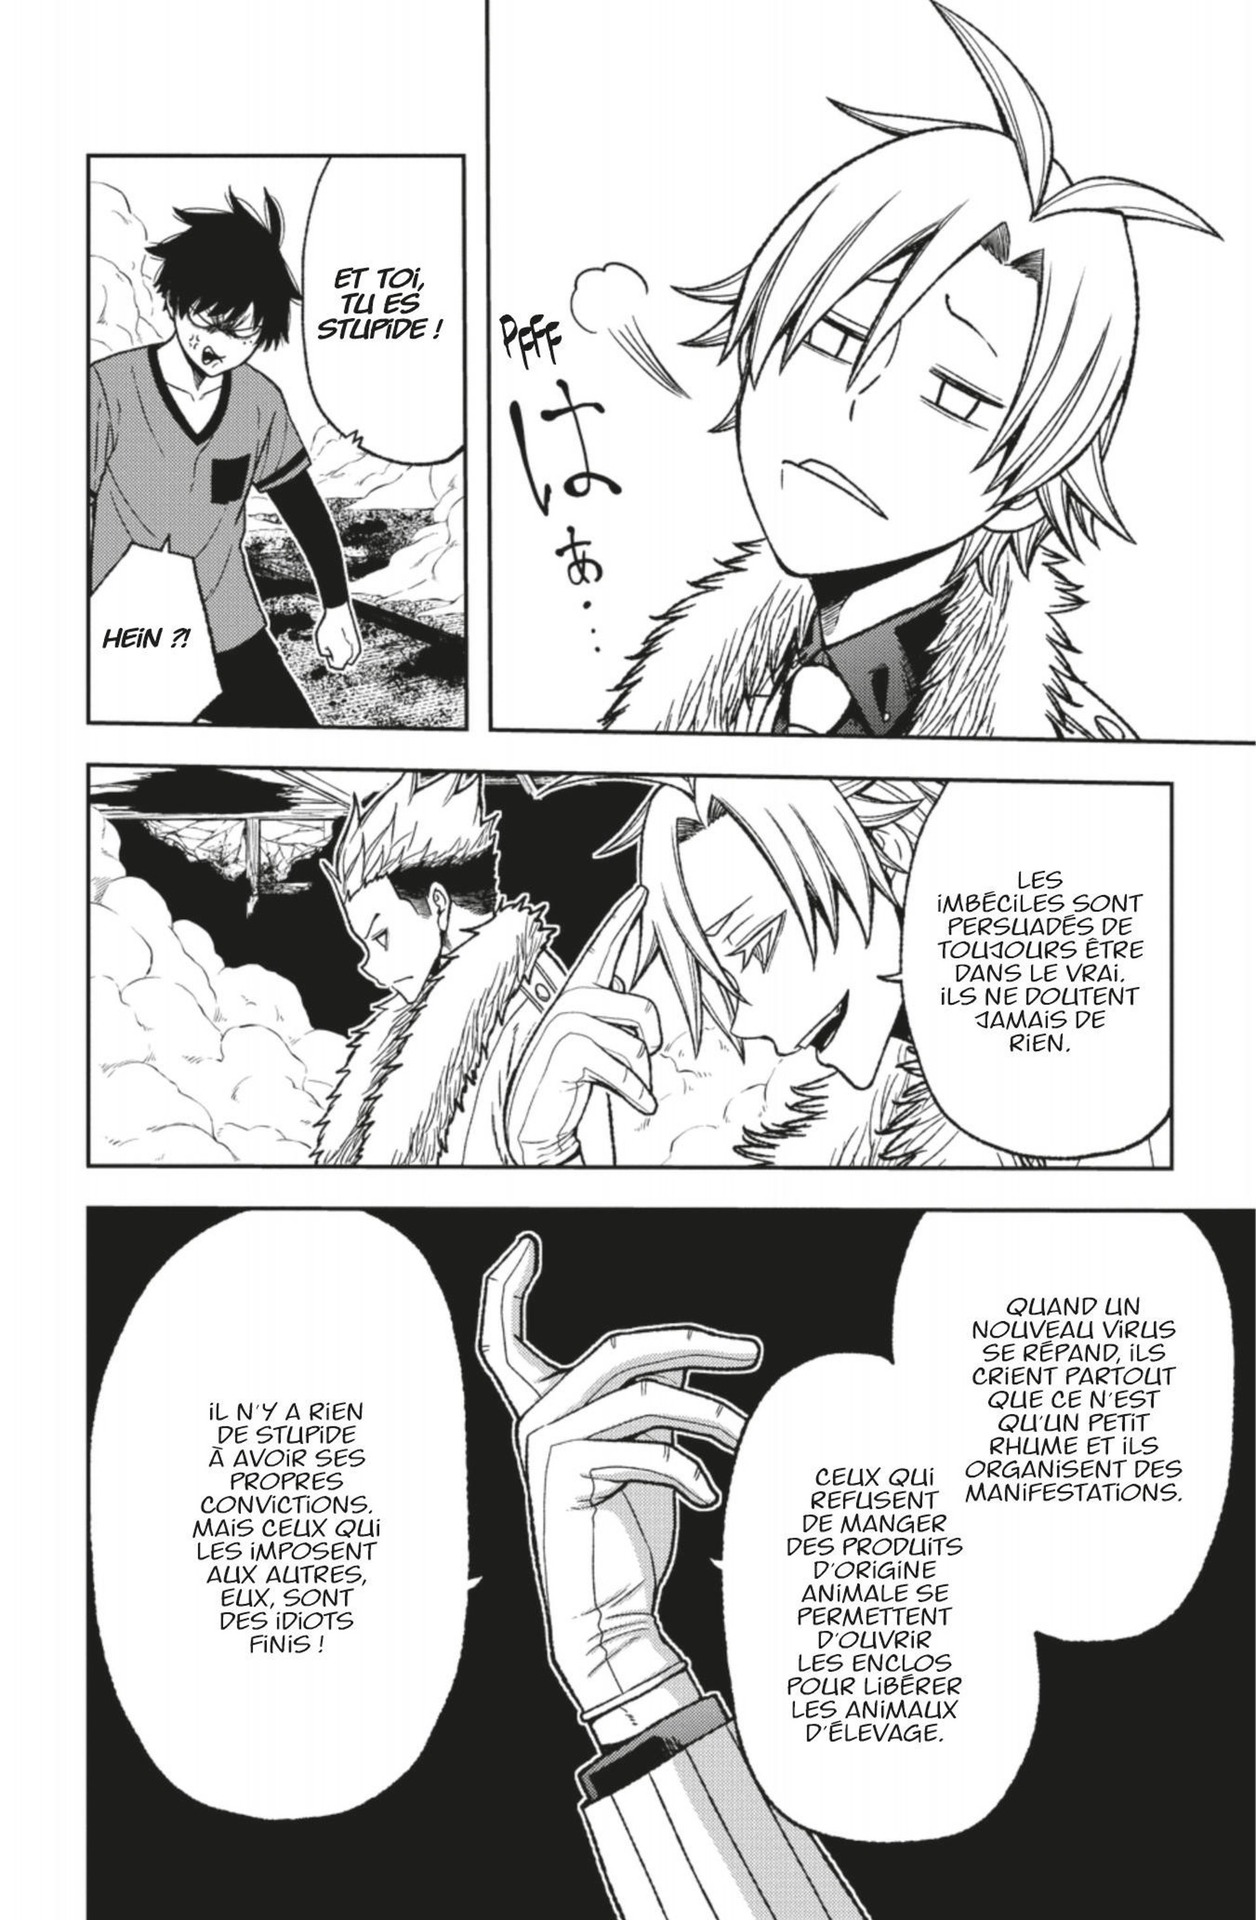 PFFF
はぁ...
ET TOI,
TU ES
STUPIDE !
HEIN ?!
LES
IMBÉCILES SONT
PERSUADÉS DE
TOUJOURS ÊTRE
DANS LE VRAI.
ILS NE DOUTENT
JAMAIS DE
RIEN.
QUAND UN
NOUVEAU VIRUS
SE RÉPAND, ILS
CRIENT PARTOUT
QUE CE N'EST
QU'UN PETIT
RHUME ET ILS
ORGANISENT DES
MANIFESTATIONS.
CEUX QUI
REFUSENT
DE MANGER
DES PRODUITS
D'ORIGINE
ANIMALE SE
PERMETTENT
D'OUVRIR
LES ENCLOS
POUR LIBÉRER
LES ANIMAUX
D'ÉLEVAGE.
IL N'Y A RIEN
DE STUPIDE
À AVOIR SES
PROPRES
CONVICTIONS.
MAIS CEUX QUI
LES IMPOSENT
AUX AUTRES,
EUX, SONT
DES IDIOTS
FINIS !